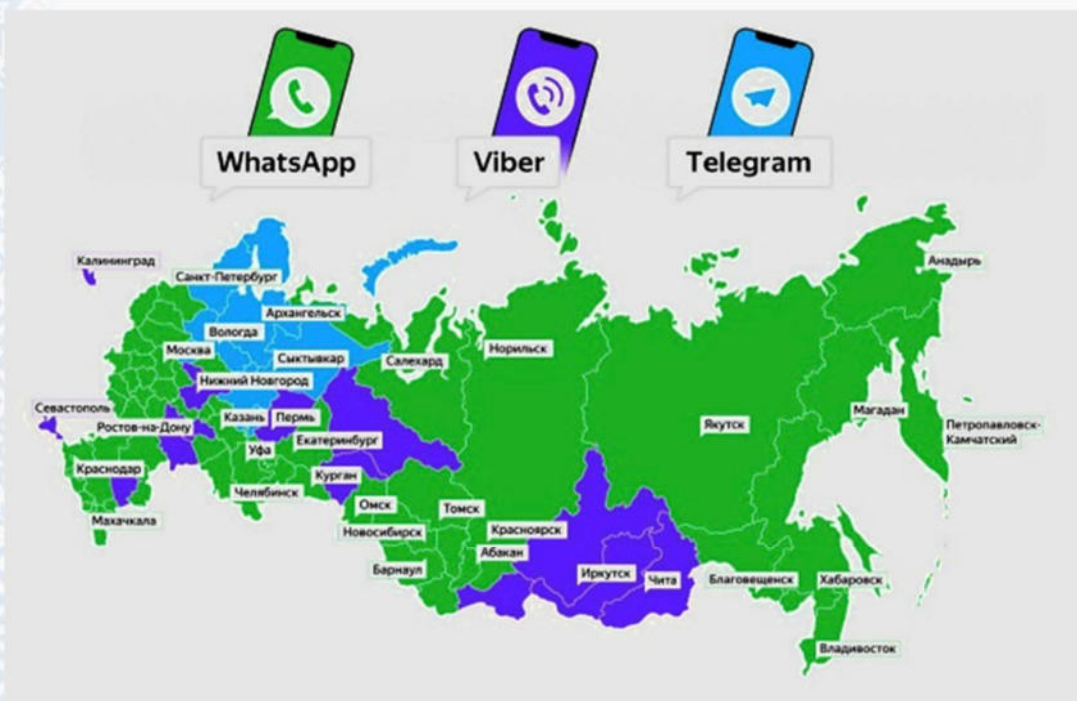 WhatsApp
Viber
Telegram
Калининград
Анадырь
Санкт-Петербург
Архангельск
Вологда
Москва
Норильск
Сыктывкар
Салехард
Нижний Новгород
Севастополь
Казань
Пермь
Магадан
Ростов-на-Дону
Якутск
Петропавловск-
Камчатский
Екатеринбург
Уфа
Краснодар
Курган
Челябинск
Омск
Томск
Махачкала
Новосибирск
Красноярск
Абакан
Барнаул
Иркутск
Чита
Благовещенск
Хабаровск
Владивосток